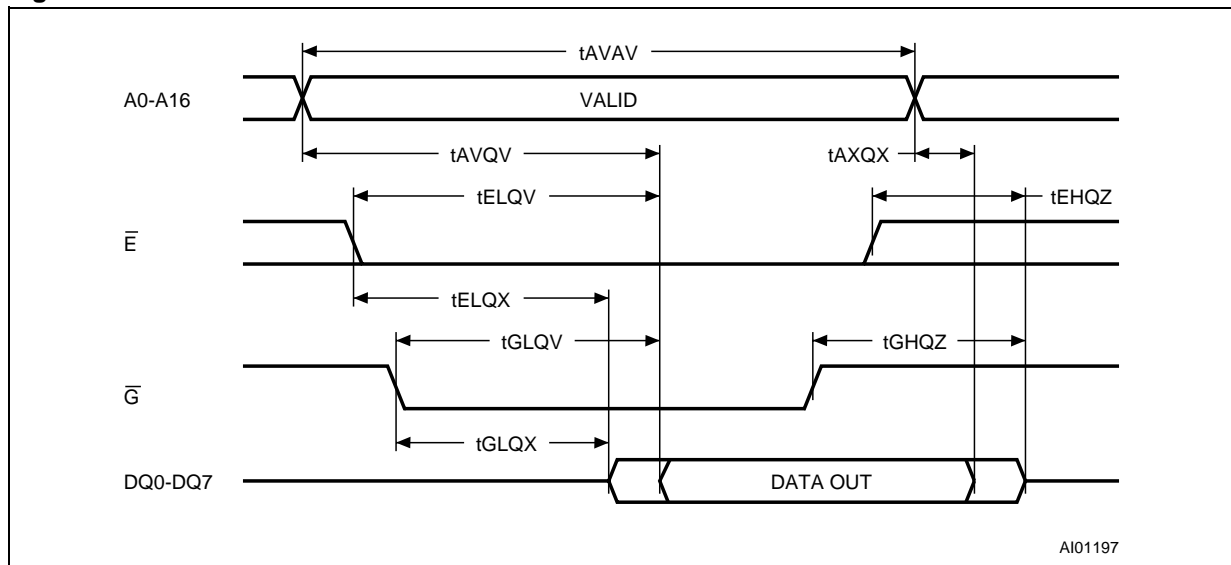 tAVAV
A0-A16
VALID
tAVQV
tAXQX
tELQV
tEHQZ
E̅
tELQX
tGLQV
tGHQZ
G̅
tGLQX
DQ0-DQ7
DATA OUT
AI01197